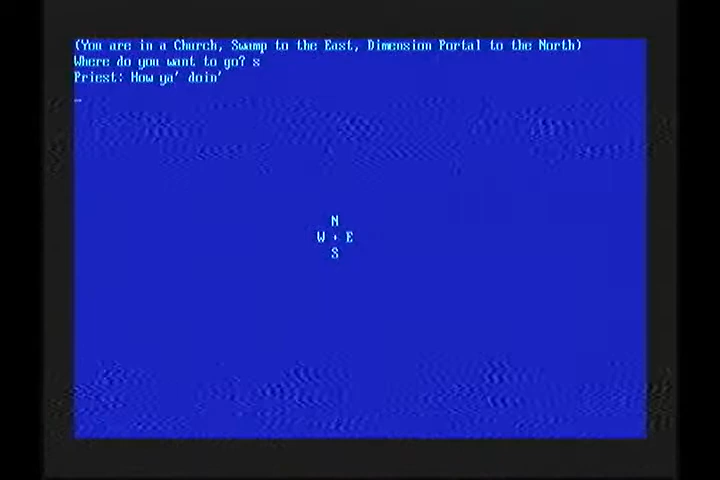 (You are in a Church, Swamp to the East, Dimension Portal to the North)
Where do you want to go? s
Priest: How ya' doin'
_
N
W + E
S